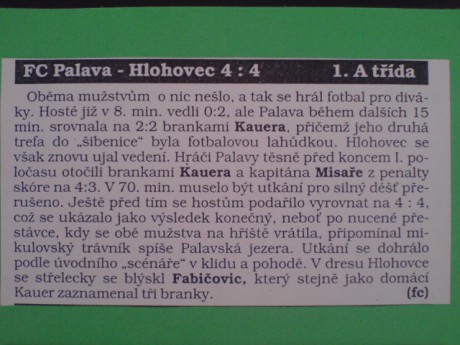 FC Palava - Hlohovec 4 : 4 1. A třída
Oběma mužstvům o nic nešlo, a tak se hrál fotbal pro divá-
ky. Hosté již v 8. min. vedli 0:2, ale Palava během dalších 15
min. srovnala na 2:2 brankami Kauera, přičemž jeho druhá
trefa do „šibenice" byla fotbalovou lahůdkou. Hlohovec se
však znovu ujal vedení. Hráči Palavy těsně před koncem I. po-
ločasu otočili brankami Kauera a kapitána Misaře z penalty
skóre na 4:3. V 70. min. muselo být utkání pro silný déšť pře-
rušeno. Ještě před tím se hostům podařilo vyrovnat na 4 : 4,
což se ukázalo jako výsledek konečný, neboť po nucené pře-
stávce, kdy se obě mužstva na hřiště vrátila, připomínal mi-
kulovský trávník spíše Palavská jezera. Utkání se dohrálo
podle úvodního „scénáře" v klidu a pohodě. V dresu Hlohovce
se střelecky se blýskl Fabičovic, který stejně jako domácí
Kauer zaznamenal tři branky. (fc)